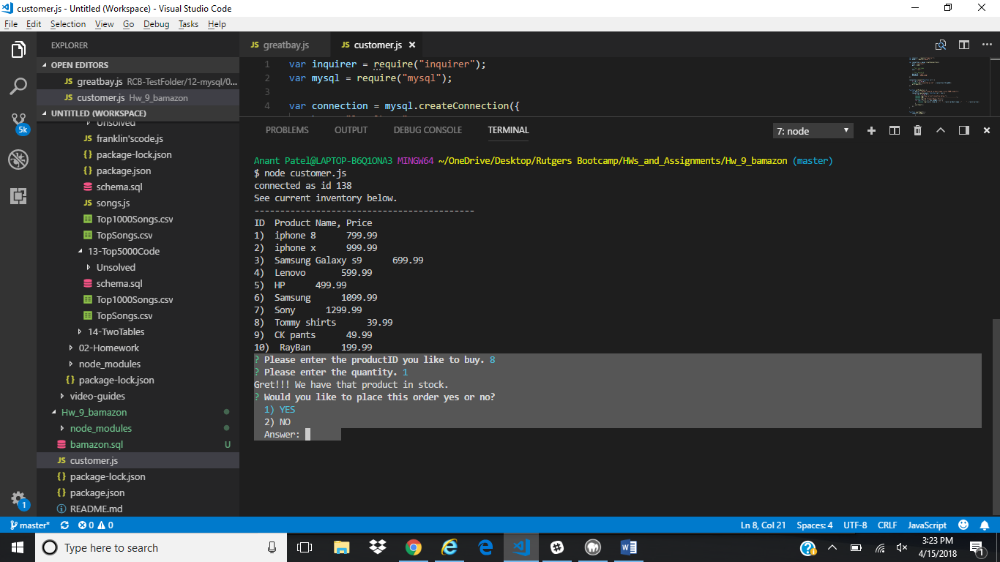 customer.js - Untitled (Workspace) - Visual Studio Code
File Edit Selection View Go Debug Tasks Help
EXPLORER
OPEN EDITORS
JS greatbay.js RCB-TestFolder/12-mysql/0...
JS customer.js Hw_9_bamazon
UNTITLED (WORKSPACE)
Unsolved
JS franklin'scode.js
{} package-lock.json
{} package.json
schema.sql
JS songs.js
Top1000Songs.csv
TopSongs.csv
13-Top5000Code
Unsolved
schema.sql
Top1000Songs.csv
TopSongs.csv
14-TwoTables
02-Homework
node_modules
{} package-lock.json
video-guides
Hw_9_bamazon
node_modules
bamazon.sql U
JS customer.js
{} package-lock.json
{} package.json
README.md
5k
1
JS greatbay.js
JS customer.js
1 var inquirer = require("inquirer");
2 var mysql = require("mysql");
3
4 var connection = mysql.createConnection({
PROBLEMS OUTPUT DEBUG CONSOLE TERMINAL
7: node
Anant Patel@LAPTOP-B6Q1ONA3 MINGW64 ~/OneDrive/Desktop/Rutgers Bootcamp/HWs_and_Assignments/Hw_9_bamazon (master)
$ node customer.js
connected as id 138
See current inventory below.
-------------------------------------------
ID  Product Name, Price
1)  iphone 8      799.99
2)  iphone x      999.99
3)  Samsung Galaxy s9      699.99
4)  Lenovo       599.99
5)  HP      499.99
6)  Samsung      1099.99
7)  Sony      1299.99
8)  Tommy shirts      39.99
9)  CK pants      49.99
10)  RayBan      199.99
? Please enter the productID you like to buy. 8
? Please enter the quantity. 1
Gret!!! We have that product in stock.
? Would you like to place this order yes or no?
1) YES
2) NO
Answer:
master* 0 0
Ln 8, Col 21 Spaces: 4 UTF-8 CRLF JavaScript
Type here to search
3:23 PM
4/15/2018
1